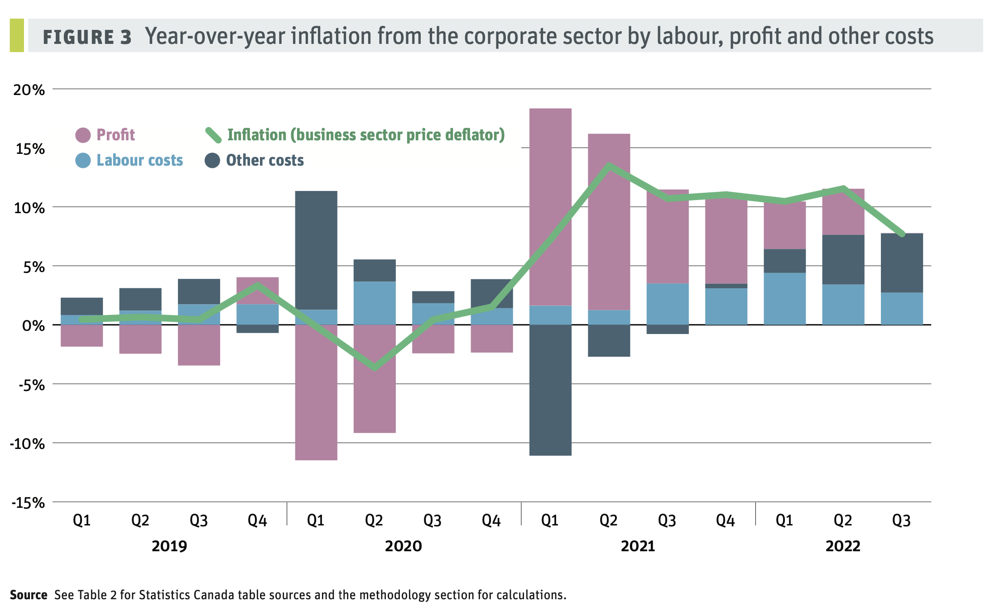 FIGURE 3 Year-over-year inflation from the corporate sector by labour, profit and other costs
20%
Profit
Inflation (business sector price deflator)
15%
Labour costs
Other costs
10%
5%
0%
-5%
-10%
-15%
Q1 Q2 Q3 Q4 Q1 Q2 Q3 Q4 Q1 Q2 Q3 Q4 Q1 Q2 Q3
2019 2020 2021 2022
Source See Table 2 for Statistics Canada table sources and the methodology section for calculations.